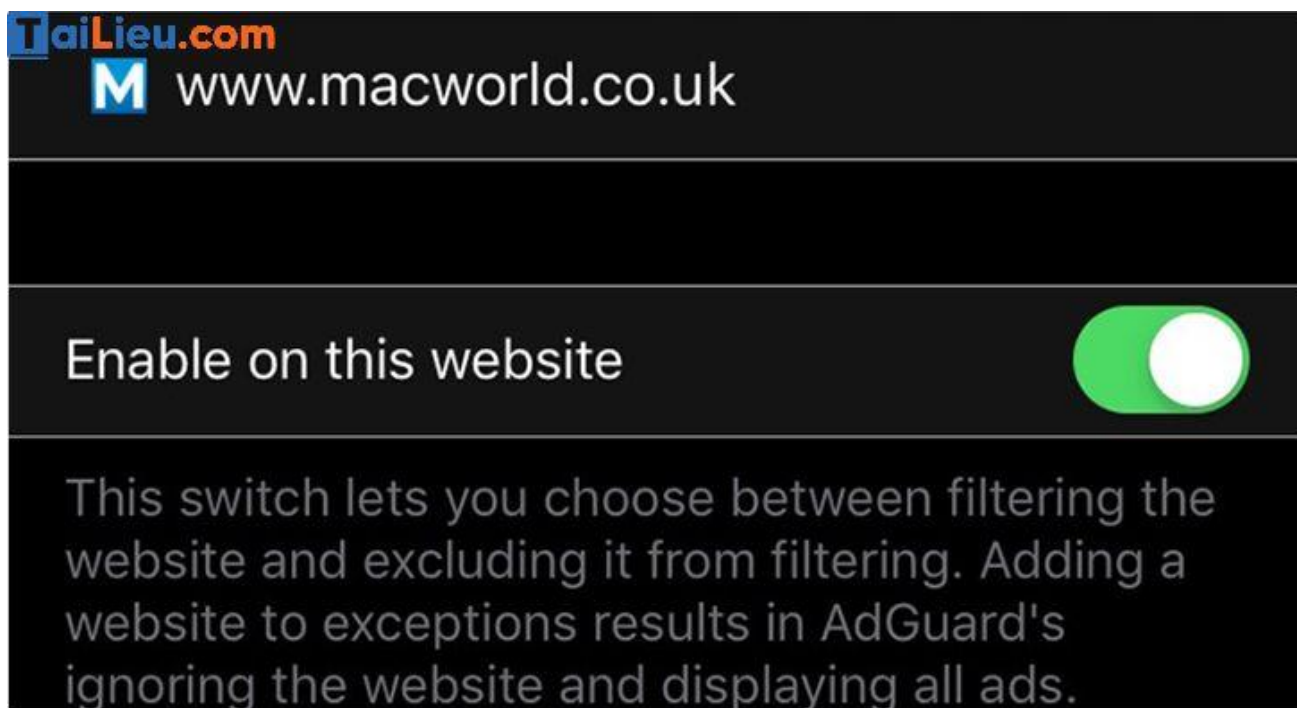 TaiLieu.com
M www.macworld.co.uk
Enable on this website
This switch lets you choose between filtering the
website and excluding it from filtering. Adding a
website to exceptions results in AdGuard's
ignoring the website and displaying all ads.